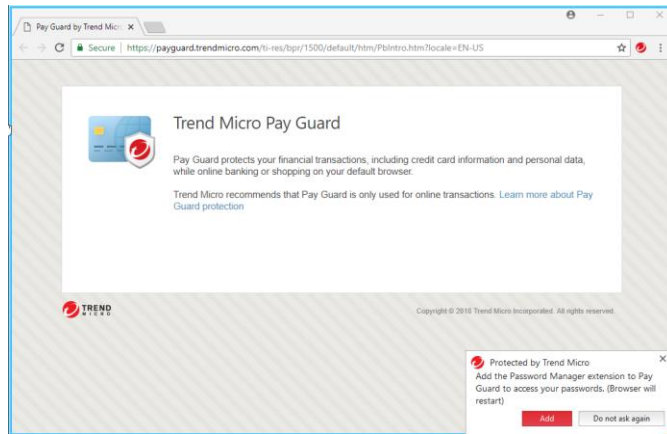 Pay Guard by Trend Micr
Secure | https://payguard.trendmicro.com/ti-res/bpr/1500/default/htm/PbIntro.htm?locale=EN-US
Trend Micro Pay Guard
Pay Guard protects your financial transactions, including credit card information and personal data,
while online banking or shopping on your default browser.
Trend Micro recommends that Pay Guard is only used for online transactions. Learn more about Pay
Guard protection
TREND
MICRO
Copyright © 2018 Trend Micro Incorporated. All rights reserved.
Protected by Trend Micro
Add the Password Manager extension to Pay
Guard to access your passwords. (Browser will
restart)
Add
Do not ask again